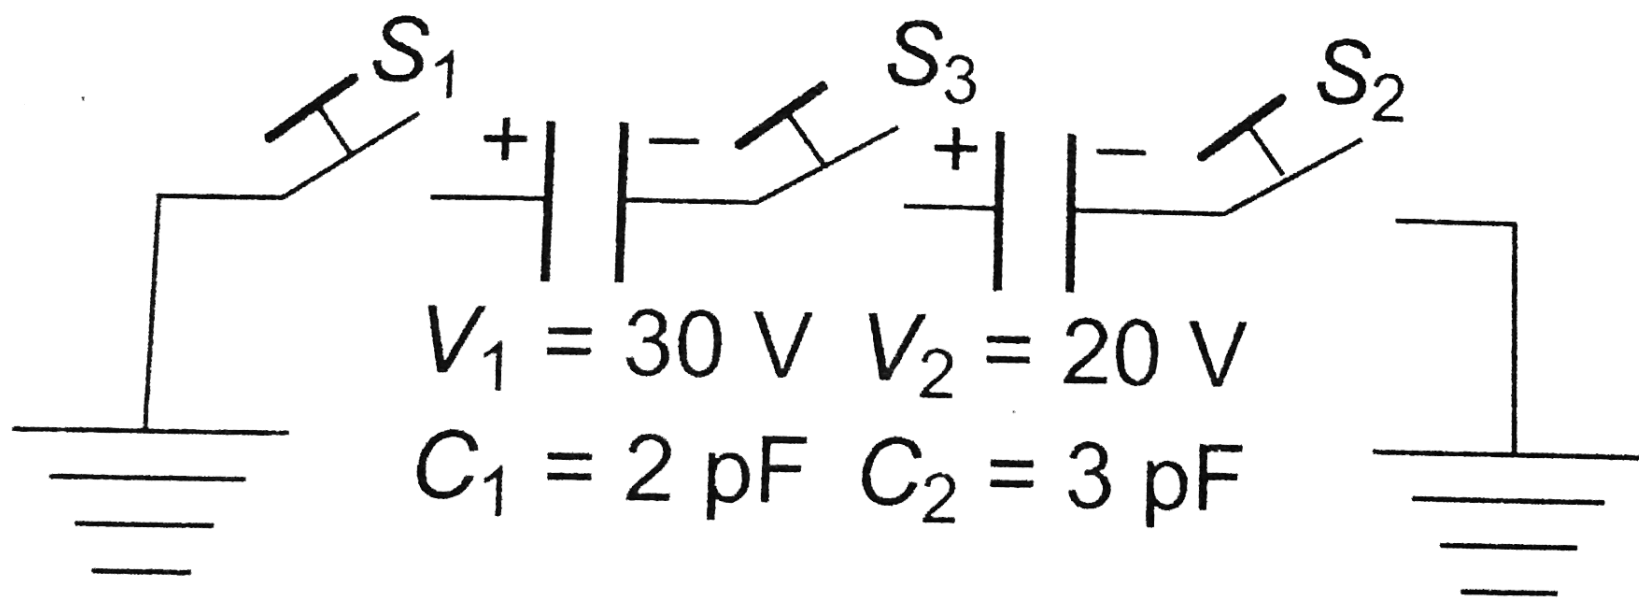 S₁ S₃ S₂
+ − + −
V₁ = 30 V V₂ = 20 V
C₁ = 2 pF C₂ = 3 pF